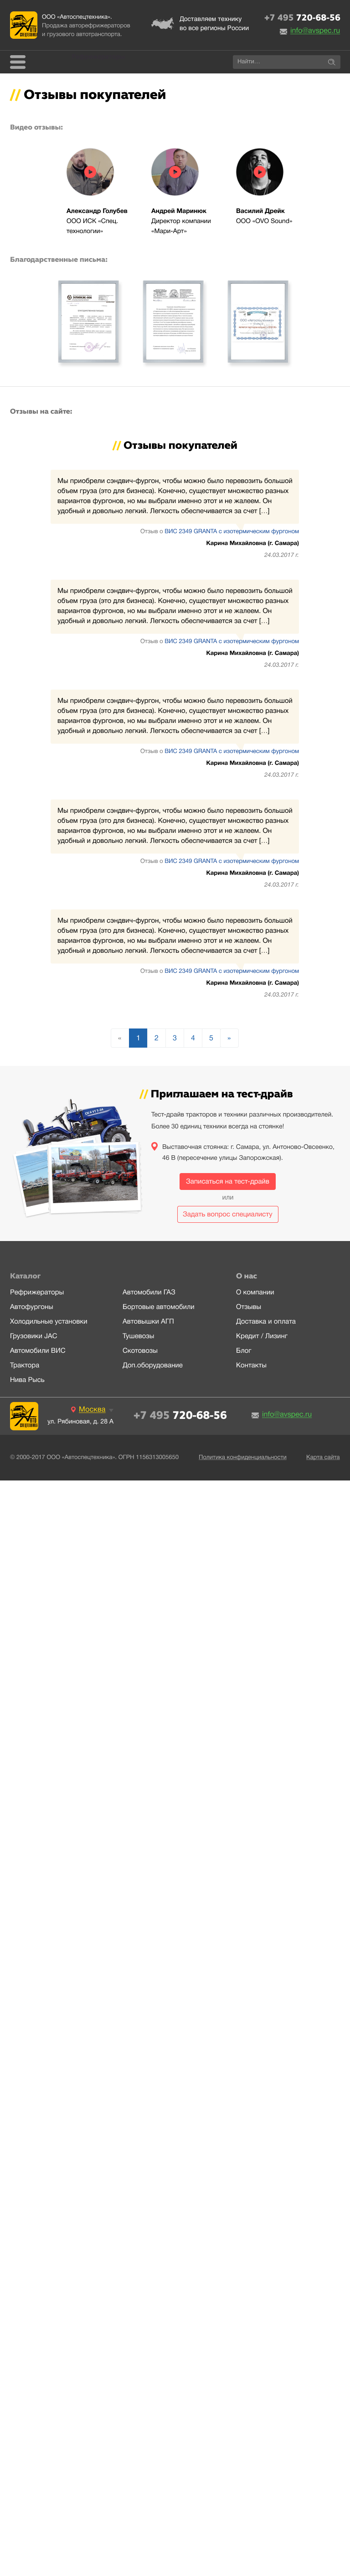 ООО «Автоспецтехника».
Продажа авторефрижераторов
и грузового автотранспорта.
Доставляем технику
во все регионы России
+7 495 720-68-56
info@avspec.ru
Найти...
// Отзывы покупателей
Видео отзывы:
Александр Голубев
ООО ИСК «Спец.
технологии»
Андрей Маринюк
Директор компании
«Мари-Арт»
Василий Дрейк
ООО «OVO Sound»
Благодарственные письма:
Отзывы на сайте:
// Отзывы покупателей
Мы приобрели сэндвич-фургон, чтобы можно было перевозить большой
объем груза (это для бизнеса). Конечно, существует множество разных
вариантов фургонов, но мы выбрали именно этот и не жалеем. Он
удобный и довольно легкий. Легкость обеспечивается за счет [...]
Отзыв о ВИС 2349 GRANTA с изотермическим фургоном
Карина Михайловна (г. Самара)
24.03.2017 г.
Мы приобрели сэндвич-фургон, чтобы можно было перевозить большой
объем груза (это для бизнеса). Конечно, существует множество разных
вариантов фургонов, но мы выбрали именно этот и не жалеем. Он
удобный и довольно легкий. Легкость обеспечивается за счет [...]
Отзыв о ВИС 2349 GRANTA с изотермическим фургоном
Карина Михайловна (г. Самара)
24.03.2017 г.
Мы приобрели сэндвич-фургон, чтобы можно было перевозить большой
объем груза (это для бизнеса). Конечно, существует множество разных
вариантов фургонов, но мы выбрали именно этот и не жалеем. Он
удобный и довольно легкий. Легкость обеспечивается за счет [...]
Отзыв о ВИС 2349 GRANTA с изотермическим фургоном
Карина Михайловна (г. Самара)
24.03.2017 г.
Мы приобрели сэндвич-фургон, чтобы можно было перевозить большой
объем груза (это для бизнеса). Конечно, существует множество разных
вариантов фургонов, но мы выбрали именно этот и не жалеем. Он
удобный и довольно легкий. Легкость обеспечивается за счет [...]
Отзыв о ВИС 2349 GRANTA с изотермическим фургоном
Карина Михайловна (г. Самара)
24.03.2017 г.
Мы приобрели сэндвич-фургон, чтобы можно было перевозить большой
объем груза (это для бизнеса). Конечно, существует множество разных
вариантов фургонов, но мы выбрали именно этот и не жалеем. Он
удобный и довольно легкий. Легкость обеспечивается за счет [...]
Отзыв о ВИС 2349 GRANTA с изотермическим фургоном
Карина Михайловна (г. Самара)
24.03.2017 г.
« 1 2 3 4 5 »
// Приглашаем на тест-драйв
Тест-драйв тракторов и техники различных производителей.
Более 30 единиц техники всегда на стоянке!
Выставочная стоянка: г. Самара, ул. Антоново-Овсеенко,
46 В (пересечение улицы Запорожская).
Записаться на тест-драйв
или
Задать вопрос специалисту
Каталог
Рефрижераторы
Автофургоны
Холодильные установки
Грузовики JAC
Автомобили ВИС
Трактора
Нива Рысь
Автомобили ГАЗ
Бортовые автомобили
Автовышки АГП
Тушевозы
Скотовозы
Доп.оборудование
О нас
О компании
Отзывы
Доставка и оплата
Кредит / Лизинг
Блог
Контакты
Москва
ул. Рябиновая, д. 28 А
+7 495 720-68-56
info@avspec.ru
© 2000-2017 ООО «Автоспецтехника». ОГРН 1156313005650
Политика конфиденциальности
Карта сайта